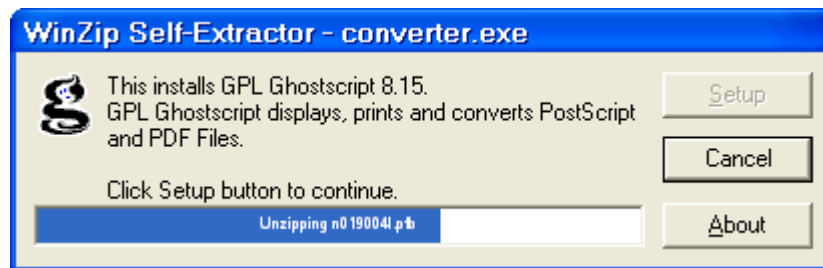 WinZip Self-Extractor - converter.exe
This installs GPL Ghostscript 8.15.
GPL Ghostscript displays, prints and converts PostScript
and PDF Files.
Click Setup button to continue.
Unzipping n019004l.pfb
Setup
Cancel
About